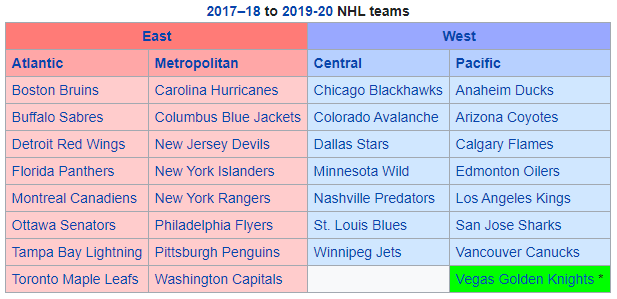 2017–18 to 2019-20 NHL teams
East West
Atlantic Metropolitan Central Pacific
Boston Bruins Carolina Hurricanes Chicago Blackhawks Anaheim Ducks
Buffalo Sabres Columbus Blue Jackets Colorado Avalanche Arizona Coyotes
Detroit Red Wings New Jersey Devils Dallas Stars Calgary Flames
Florida Panthers New York Islanders Minnesota Wild Edmonton Oilers
Montreal Canadiens New York Rangers Nashville Predators Los Angeles Kings
Ottawa Senators Philadelphia Flyers St. Louis Blues San Jose Sharks
Tampa Bay Lightning Pittsburgh Penguins Winnipeg Jets Vancouver Canucks
Toronto Maple Leafs Washington Capitals Vegas Golden Knights *